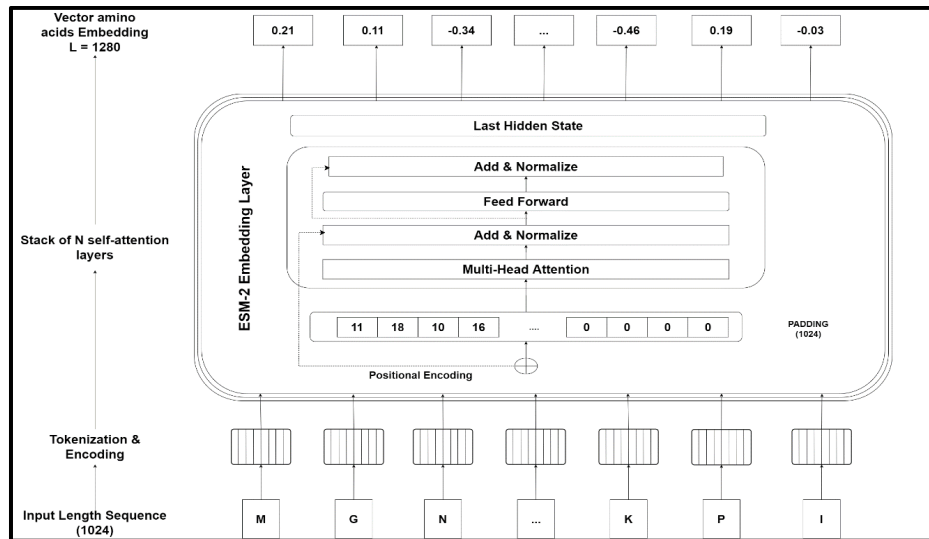 Vector amino
acids Embedding
L = 1280
0.21
0.11
-0.34
...
-0.46
0.19
-0.03
Last Hidden State
Add & Normalize
Feed Forward
Add & Normalize
Multi-Head Attention
ESM-2 Embedding Layer
Stack of N self-attention
layers
11 18 10 16 .... 0 0 0 0
PADDING
(1024)
Positional Encoding
Tokenization &
Encoding
Input Length Sequence
(1024)
M
G
N
...
K
P
I